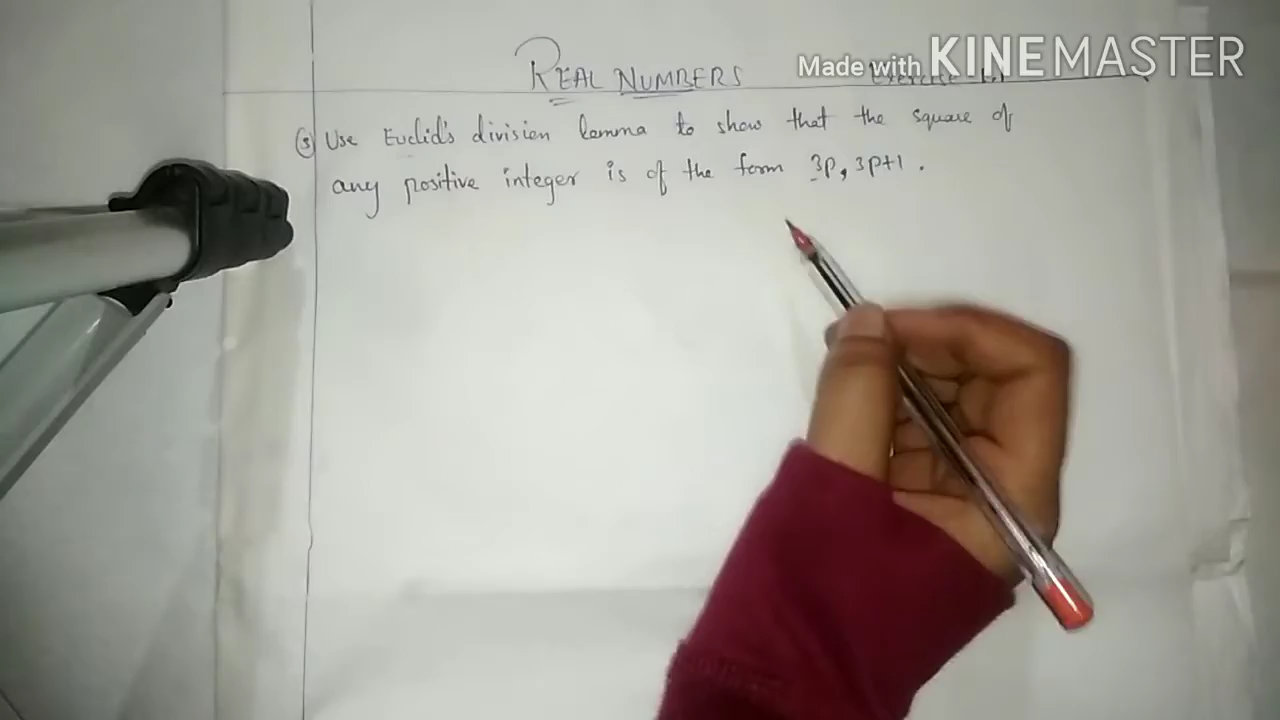 REAL NUMBERS
Made with KINEMASTER
(3) Use Euclid's division lemma to show that the square of
any positive integer is of the form 3p, 3p+1.